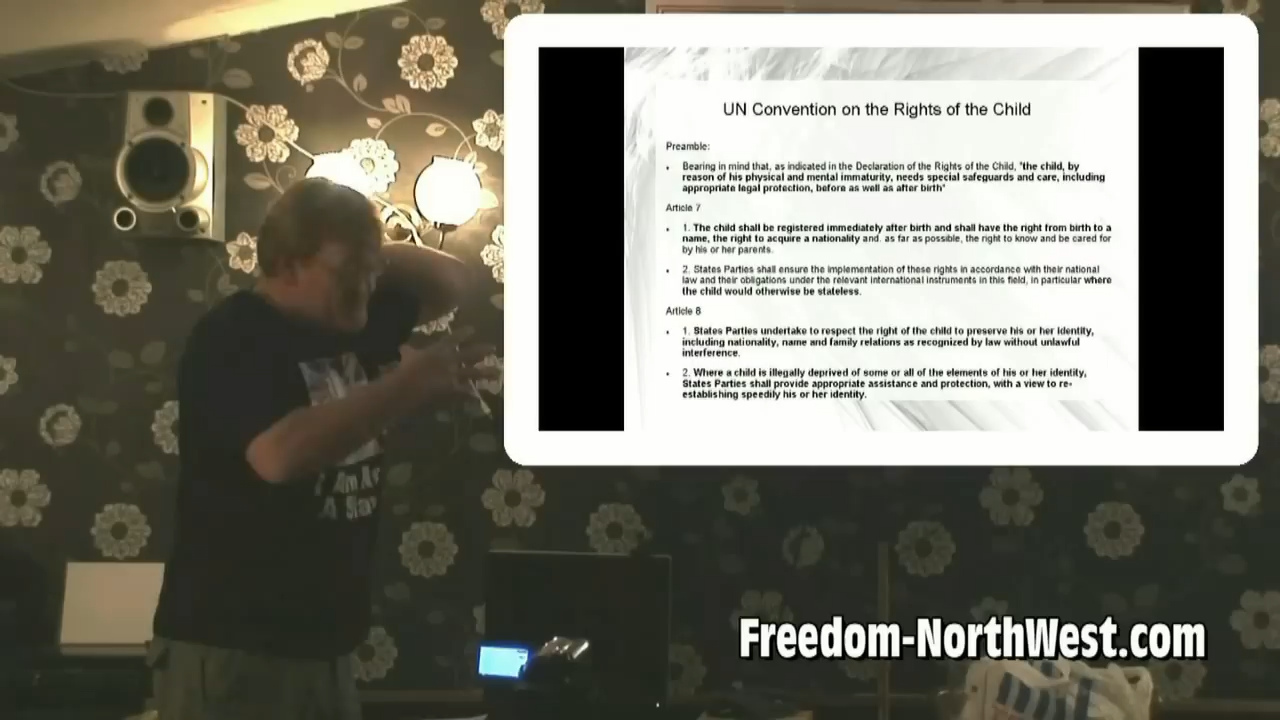 UN Convention on the Rights of the Child
Preamble:
• Bearing in mind that, as indicated in the Declaration of the Rights of the Child, "the child, by
reason of his physical and mental immaturity, needs special safeguards and care, including
appropriate legal protection, before as well as after birth"
Article 7
• 1. The child shall be registered immediately after birth and shall have the right from birth to a
name, the right to acquire a nationality and. as far as possible, the right to know and be cared for
by his or her parents.
• 2. States Parties shall ensure the implementation of these rights in accordance with their national
law and their obligations under the relevant international instruments in this field, in particular where
the child would otherwise be stateless.
Article 8
• 1. States Parties undertake to respect the right of the child to preserve his or her identity,
including nationality, name and family relations as recognized by law without unlawful
interference.
• 2. Where a child is illegally deprived of some or all of the elements of his or her identity,
States Parties shall provide appropriate assistance and protection, with a view to re-
establishing speedily his or her identity.
I Am
A
Freedom-NorthWest.com